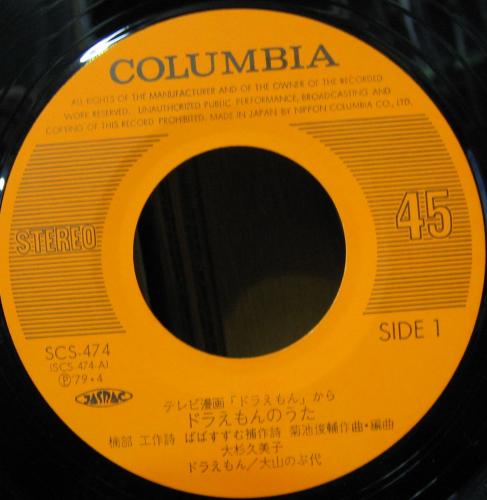 COLUMBIA
ALL RIGHTS OF THE MANUFACTURER AND OF THE OWNER OF THE RECORDED
WORK RESERVED. UNAUTHORIZED PUBLIC PERFORMANCE, BROADCASTING AND
COPYING OF THIS RECORD PROHIBITED. MADE IN JAPAN BY NIPPON COLUMBIA CO., LTD.
STEREO
45
SCS-474
(SCS-474-A)
Ⓟ'79・4
JASRAC
SIDE 1
テレビ漫画「ドラえもん」から
ドラえもんのうた
楠部 工作詩 ばばすすむ補作詩 菊池俊輔作曲・編曲
大杉久美子
ドラえもん/大山のぶ代